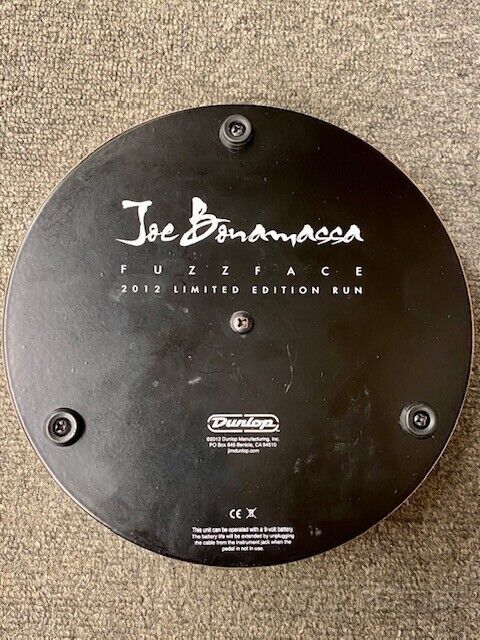 Joe Bonamassa
FUZZFACE
2012 LIMITED EDITION RUN
Dunlop
©2012 Dunlop Manufacturing, Inc.
PO Box 846 Benicia, CA 94510
jimdunlop.com
CE
This unit can be operated with a 9-volt battery.
The battery life will be extended by unplugging
the cable from the instrument jack when the
pedal in not in use.